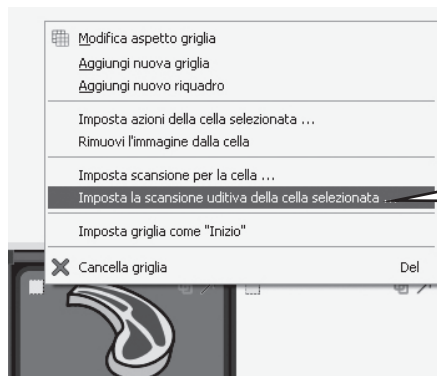 Modifica aspetto griglia
Aggiungi nuova griglia
Aggiungi nuovo riquadro
Imposta azioni della cella selezionata ...
Rimuovi l'immagine dalla cella
Imposta scansione per la cella ...
Imposta la scansione uditiva della cella selezionata ...
Imposta griglia come "Inizio"
Cancella griglia Del